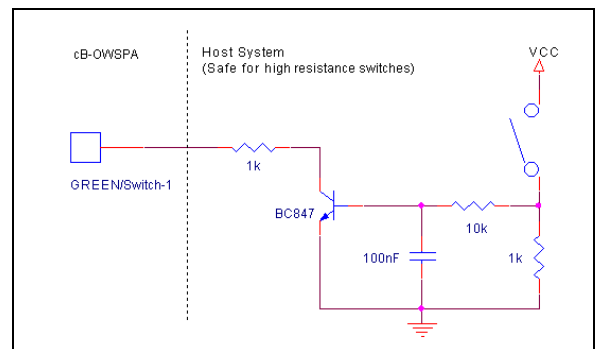 cB-OWSPA
Host System
(Safe for high resistance switches)
VCC
GREEN/Switch-1
1k
BC847
100nF
10k
1k